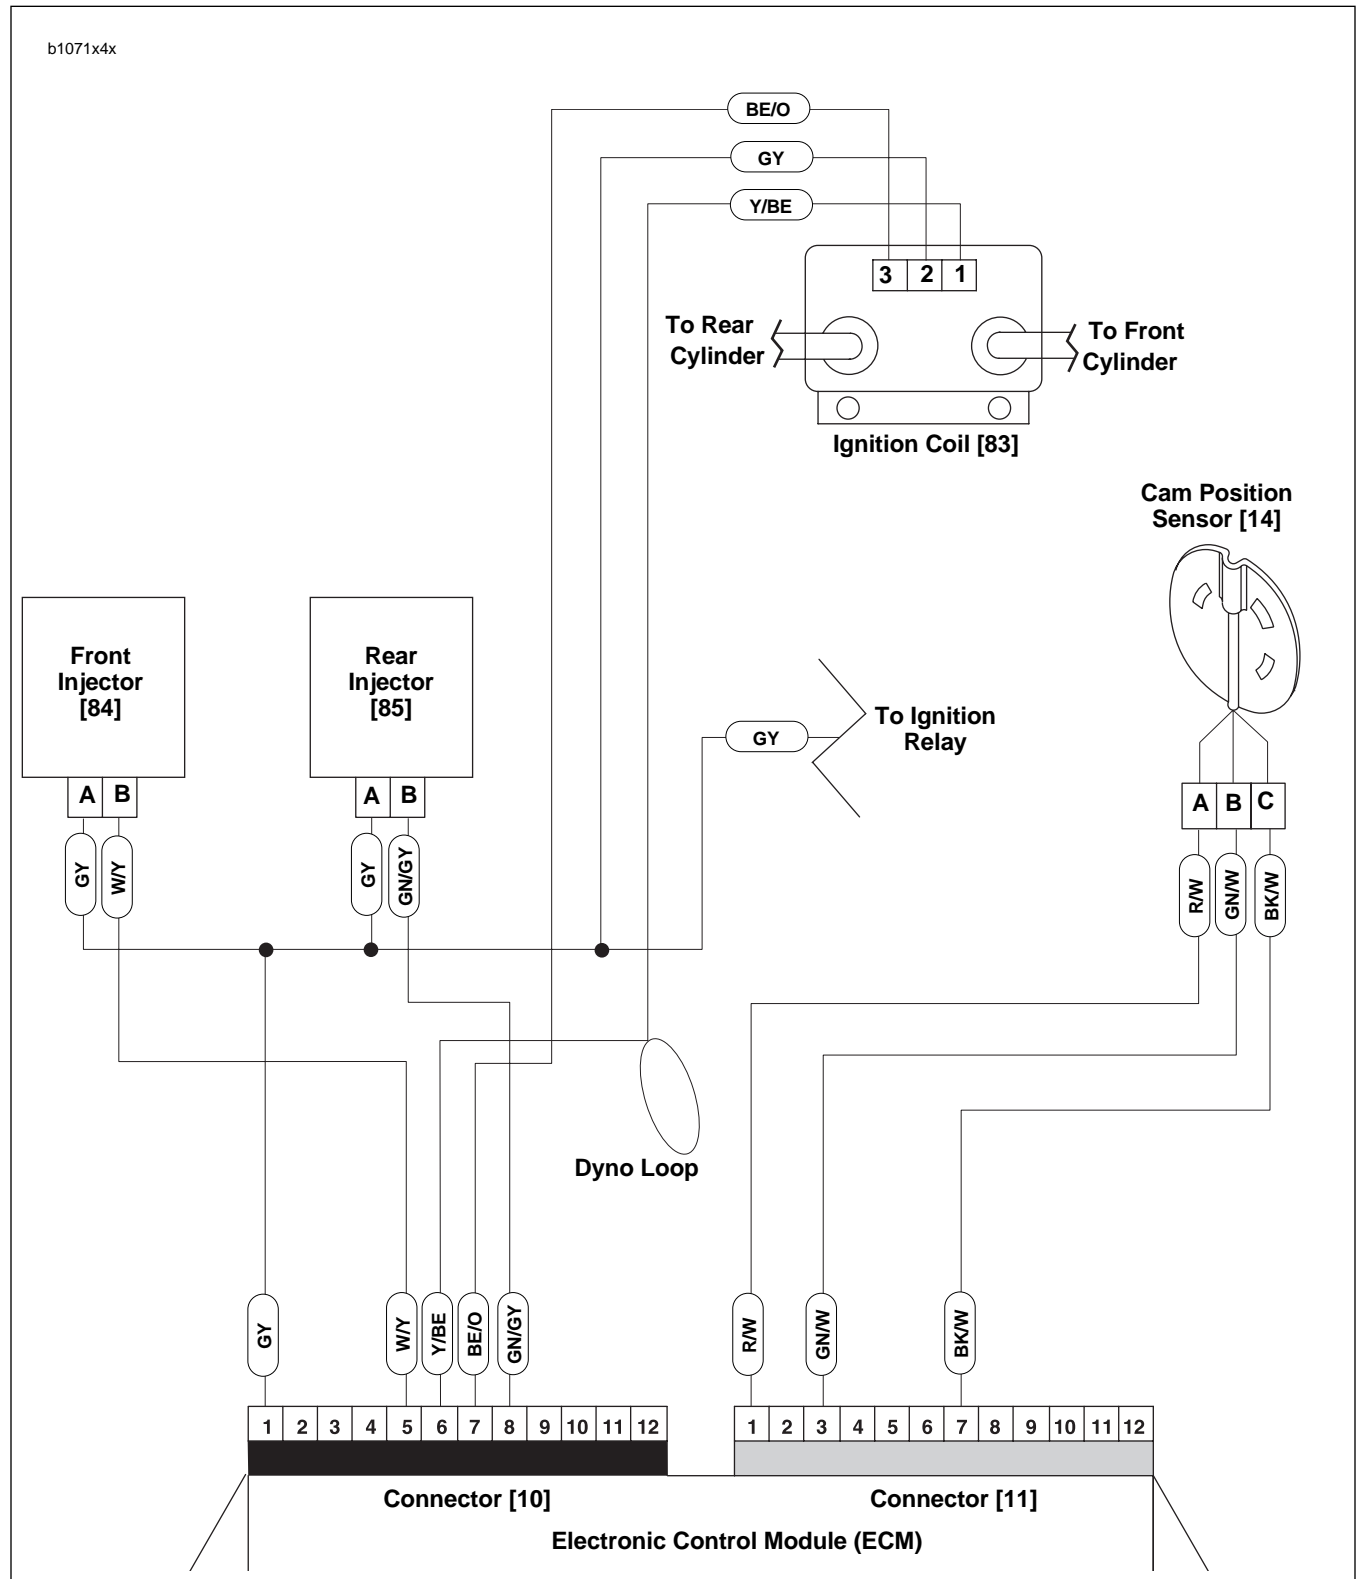 b1071x4x
BE/O
GY
Y/BE
3 2 1
To Rear
Cylinder
To Front
Cylinder
Ignition Coil [83]
Cam Position
Sensor [14]
Front
Injector
[84]
Rear
Injector
[85]
To Ignition
Relay
GY
A B
A B
A B C
GY
W/Y
GY
GN/GY
R/W
GN/W
BK/W
Dyno Loop
GY
W/Y
Y/BE
BE/O
GN/GY
R/W
GN/W
BK/W
1 2 3 4 5 6 7 8 9 10 11 12
1 2 3 4 5 6 7 8 9 10 11 12
Connector [10]
Connector [11]
Electronic Control Module (ECM)